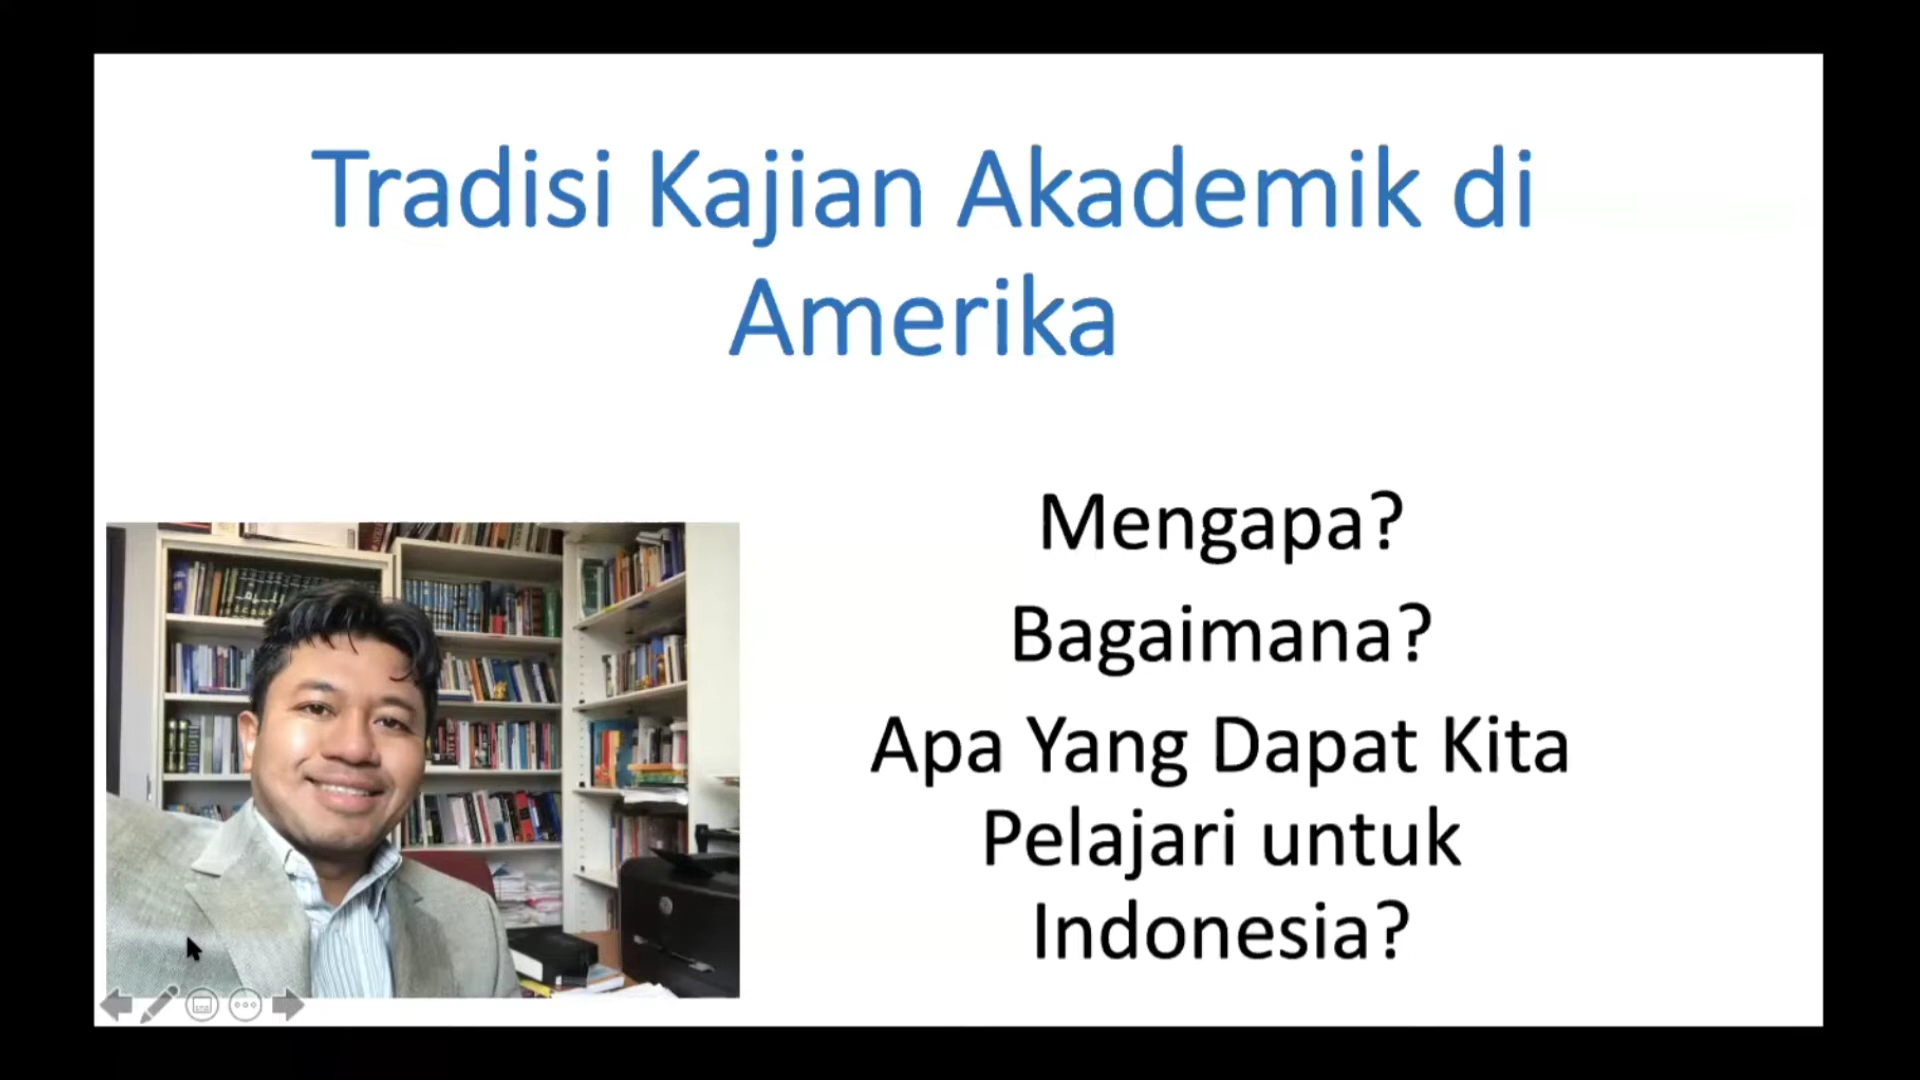 Tradisi Kajian Akademik di
Amerika
Mengapa?
Bagaimana?
Apa Yang Dapat Kita
Pelajari untuk
Indonesia?